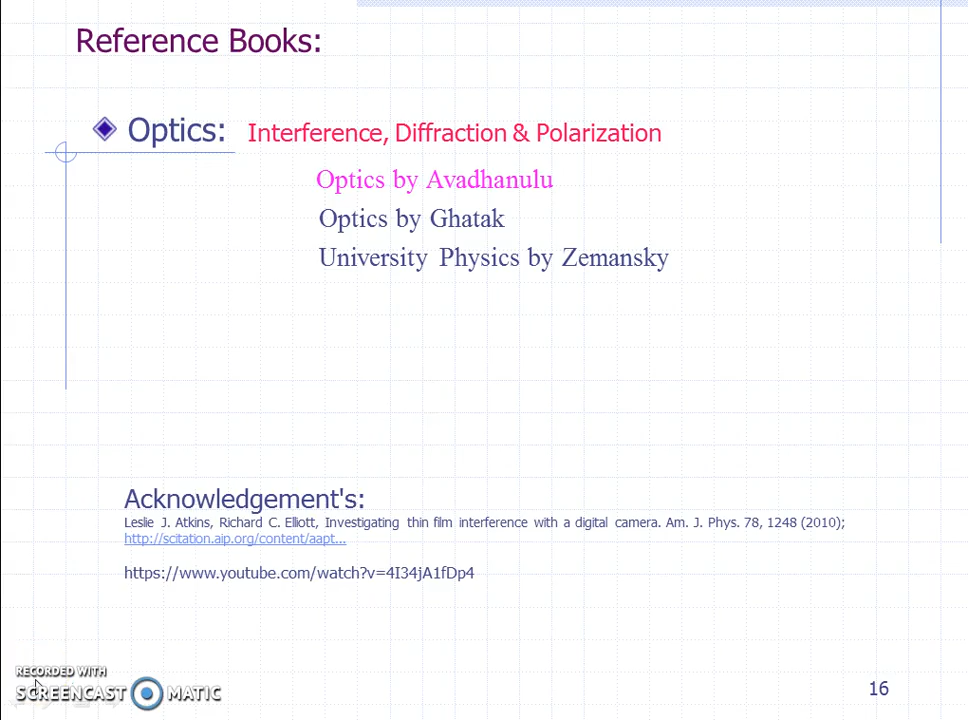 Reference Books:
Optics: Interference, Diffraction & Polarization
Optics by Avadhanulu
Optics by Ghatak
University Physics by Zemansky
Acknowledgement's:
Leslie J. Atkins, Richard C. Elliott, Investigating thin film interference with a digital camera. Am. J. Phys. 78, 1248 (2010);
http://scitation.aip.org/content/aapt...
https://www.youtube.com/watch?v=4I34jA1fDp4
RECORDED WITH
SCREENCAST MATIC
16